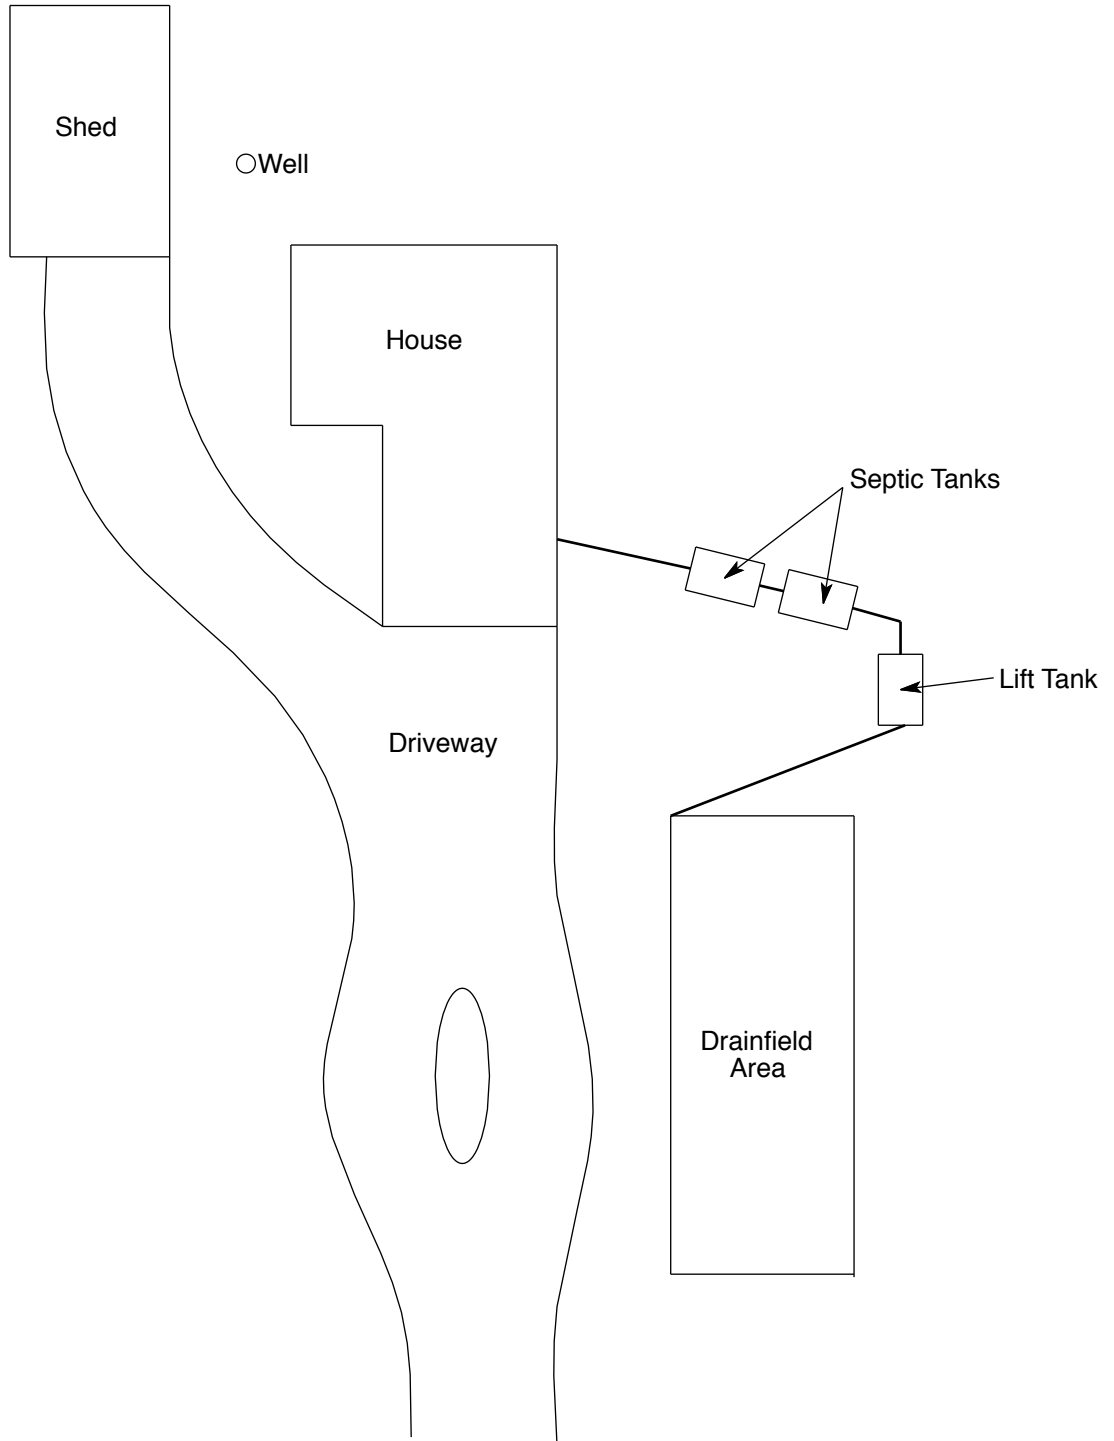 Shed
Well
House
Septic Tanks
Lift Tank
Driveway
Drainfield
Area